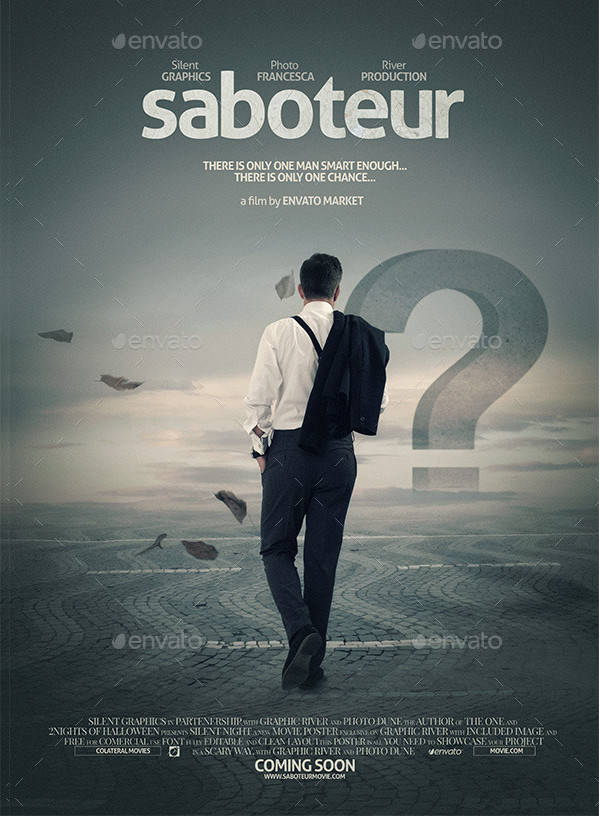 envato envato
Silent Photo River
GRAPHICS FRANCESCA PRODUCTION
saboteur
THERE IS ONLY ONE MAN SMART ENOUGH...
THERE IS ONLY ONE CHANCE...
a film by ENVATO MARKET
?
envato envato
envato envato
SILENT GRAPHICS IN PARTENERSHIP WITH GRAPHIC RIVER AND PHOTO DUNE THE AUTHOR OF THE ONE AND
2NIGHTS OF HALLOWEEN PRESENTS SILENT NIGHT A NEW MOVIE POSTER EXCLUSIVE ON GRAPHIC RIVER WITH INCLUDED IMAGE AND
FREE FOR COMERCIAL USE FONT FULLY EDITABLE AND CLEAN LAYOUT THIS POSTER IS ALL YOU NEED TO SHOWCASE YOUR PROJECT
COLATERAL MOVIES IN A SCARY WAY. WITH GRAPHIC RIVER AND PHOTO DUNE envato MOVIE.COM
COMING SOON
WWW.SABOTEURMOVIE.COM